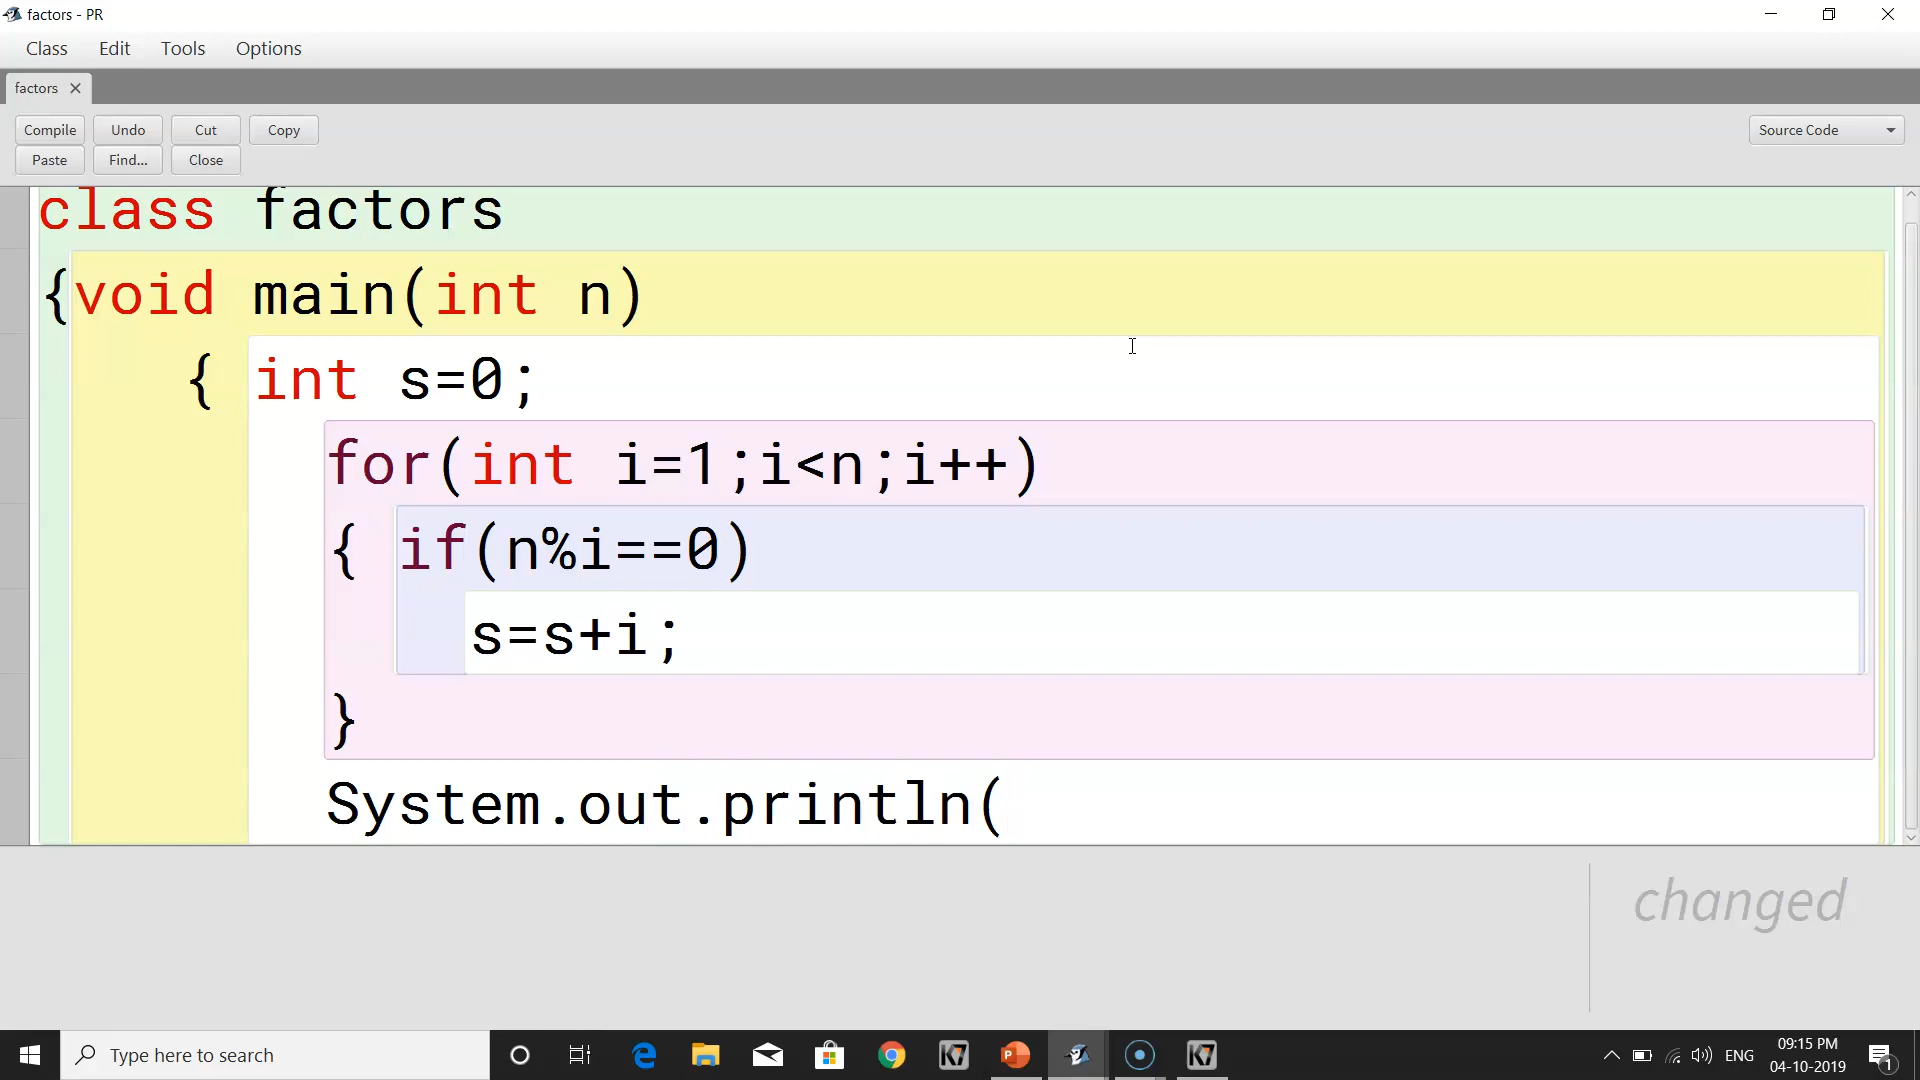 factors - PR
Class Edit Tools Options
factors
Compile Undo Cut Copy
Source Code
Paste Find... Close
class factors
{void main(int n)
{ int s=0;
for(int i=1;i<n;i++)
{ if(n%i==0)
s=s+i;
}
System.out.println(
changed
Type here to search
ENG
09:15 PM
04-10-2019
1